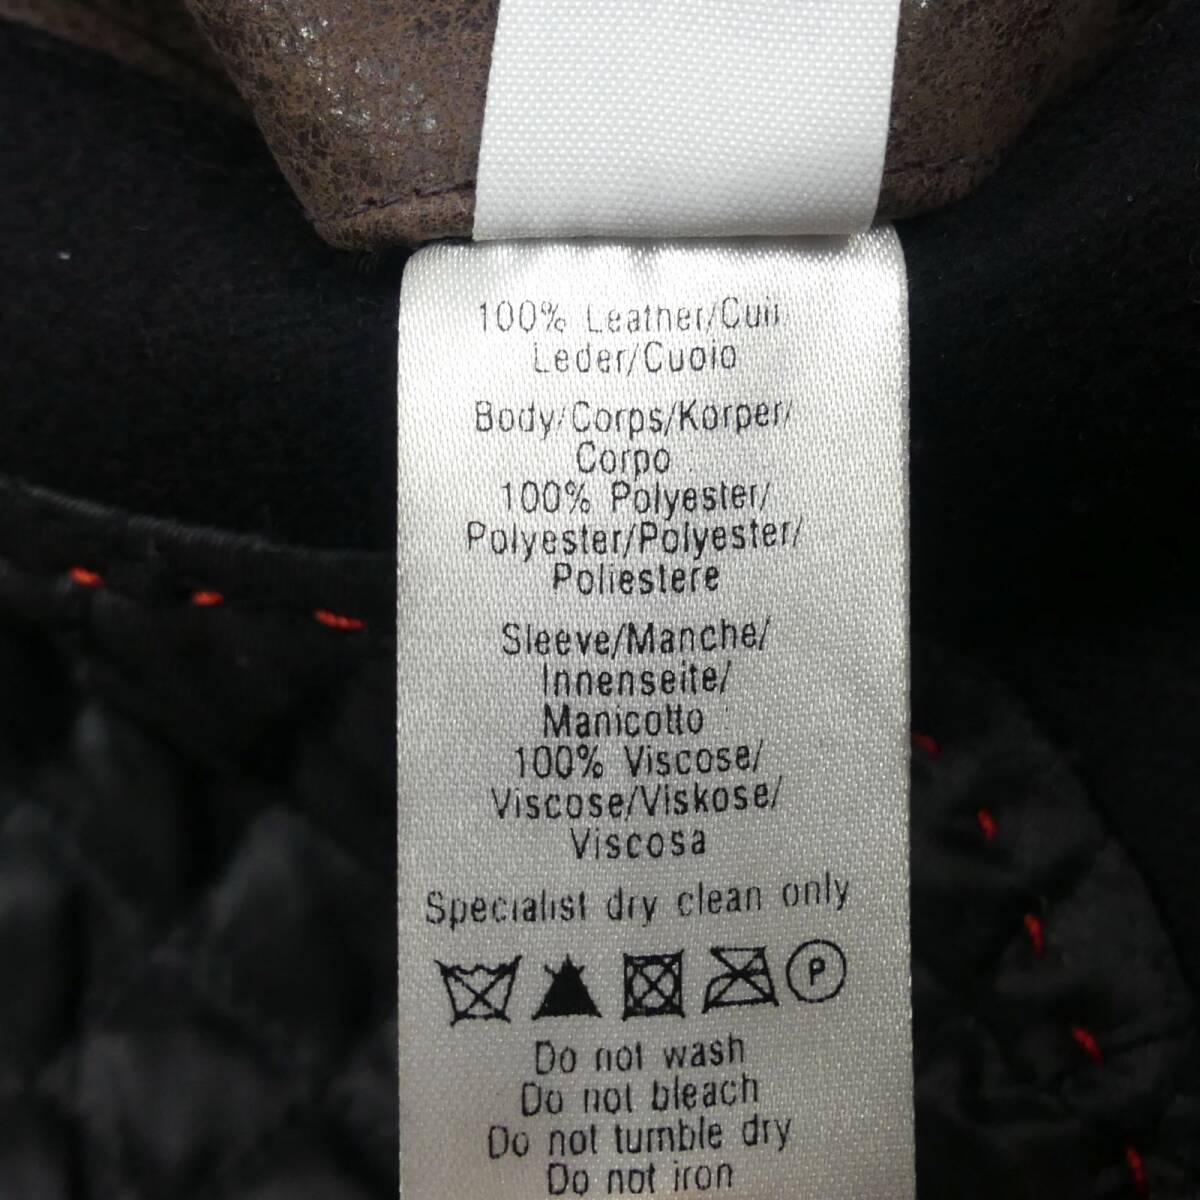 100% Leather/Cuir
Leder/Cuoio
Body/Corps/Korper/
Corpo :
100% Polyester/
Polyester/Polyester/
Poliestere
Sleeve/Manche/
Innenseite/
Manicotto :
100% Viscose/
Viscose/Viskose/
Viscosa
Specialist dry clean only
P
Do not wash
Do not bleach
Do not tumble dry
Do not iron